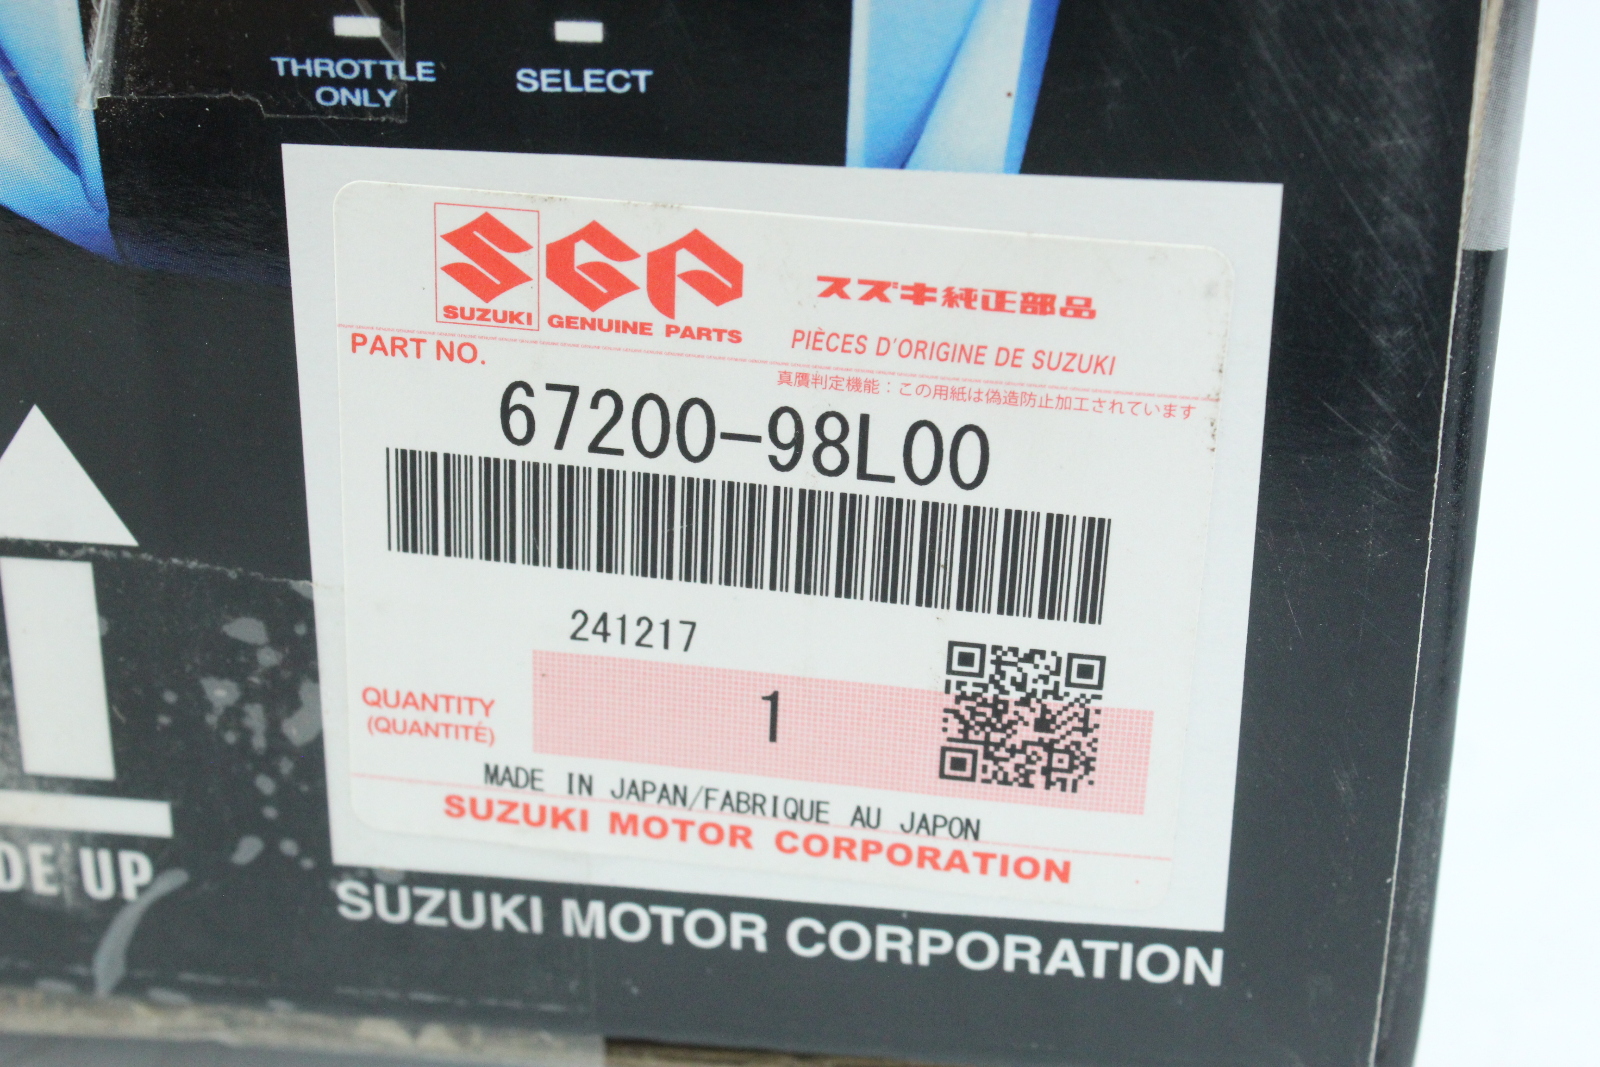 THROTTLE
ONLY
SELECT
SGP
SUZUKI
GENUINE PARTS
スズキ純正部品
PIÈCES D'ORIGINE DE SUZUKI
PART NO.
真贋判定機能：この用紙は偽造防止加工されています
67200-98L00
241217
QUANTITY
(QUANTITÉ)
1
MADE IN JAPAN/FABRIQUE AU JAPON
SUZUKI MOTOR CORPORATION
DE UP
SUZUKI MOTOR CORPORATION